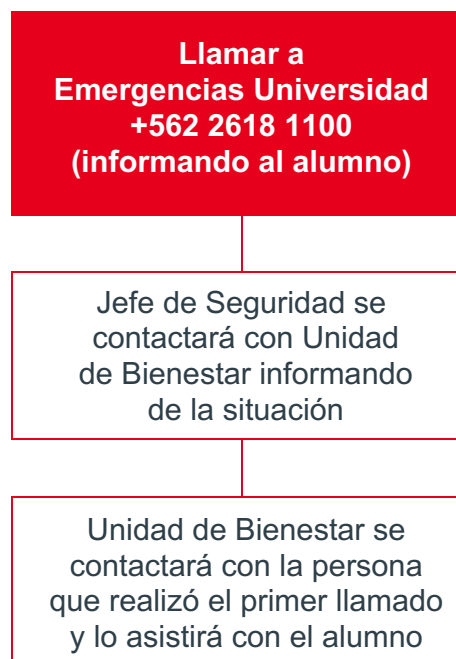 Llamar a
Emergencias Universidad
+562 2618 1100
(informando al alumno)
Jefe de Seguridad se
contactará con Unidad
de Bienestar informando
de la situación
Unidad de Bienestar se
contactará con la persona
que realizó el primer llamado
y lo asistirá con el alumno